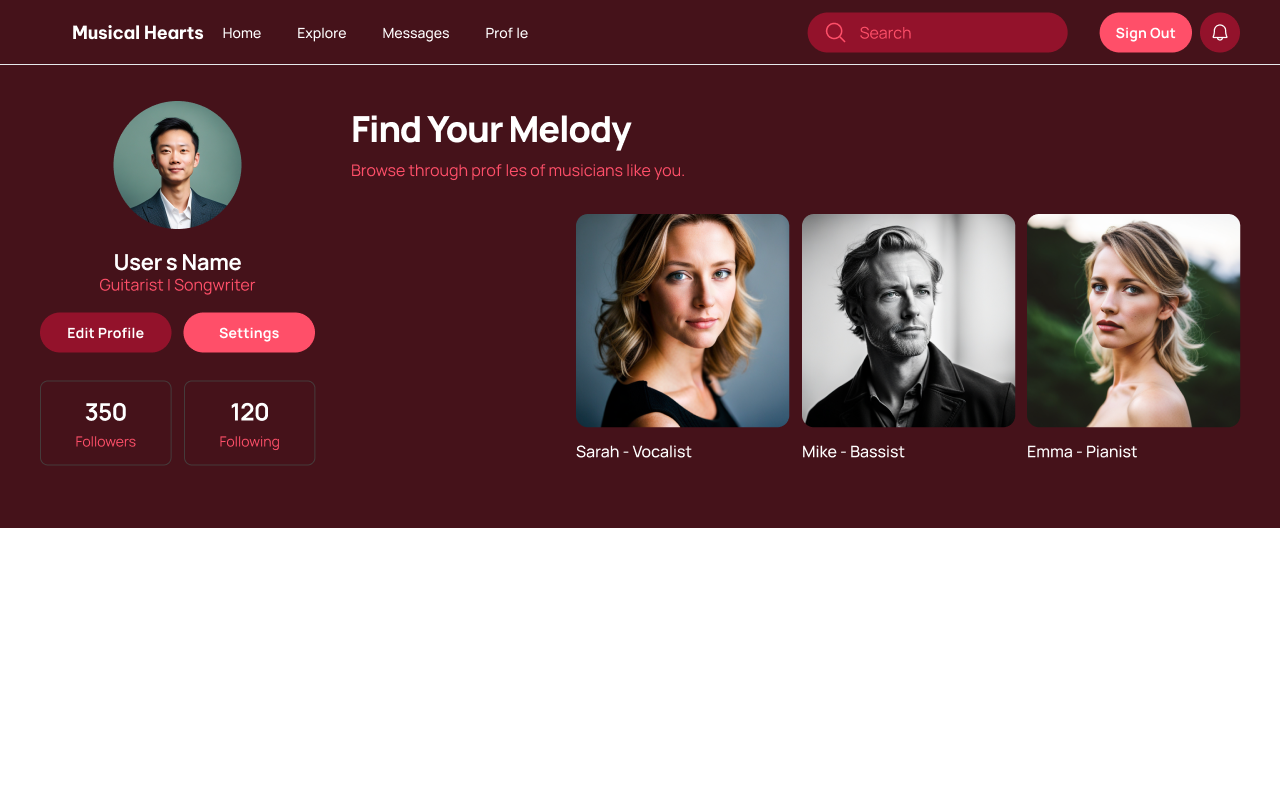 Musical Hearts Home Explore Messages Prof le Search Sign Out
Find Your Melody
Browse through prof les of musicians like you.
User s Name
Guitarist | Songwriter
Edit Profile Settings
350 120
Followers Following
Sarah - Vocalist Mike - Bassist Emma - Pianist